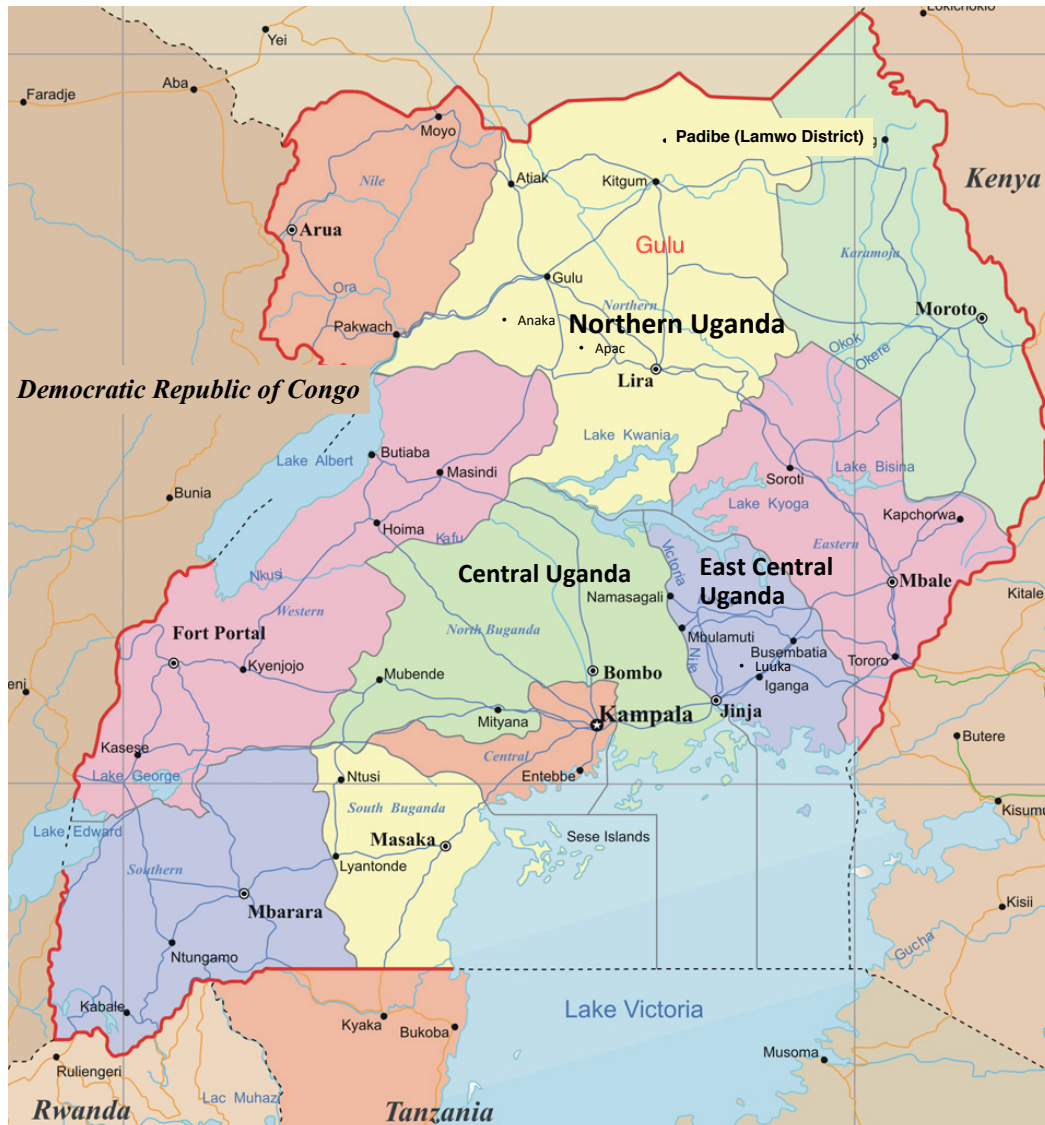 Lokichokio
Yei
Aba
Faradje
Moyo
Padibe (Lamwo District)
g
Kenya
Nile
Atiak
Kitgum
Arua
Gulu
Karamoja
Ora
Gulu
Northern
Moroto
Anaka
Northern Uganda
Pakwach
Apac
Okok
Okere
Lira
Democratic Republic of Congo
Lake Kwania
Lake Albert
Butiaba
Masindi
Soroti
Lake Bisina
Bunia
Lake Kyoga
Kapchorwa
Hoima
Kafu
Eastern
Victoria
Nkusi
Central Uganda
East Central
Uganda
Mbale
Namasagali
Kitale
Western
North Buganda
Mbulamuti
Fort Portal
Busembatia
Tororo
Nile
Luuka
Kyenjojo
Bombo
Mubende
Iganga
eni
Mityana
Kampala
Jinja
Butere
Kasese
Central
Lake George
Ntusi
Entebbe
South Buganda
Kisumu
Lake Edward
Sese Islands
Masaka
Lyantonde
Southern
Mbarara
Kisii
Ntungamo
Gucha
Kabale
Lake Victoria
Kyaka
Bukoba
Musoma
Ruliengeri
Lac Muhazi
Rwanda
Tanzania